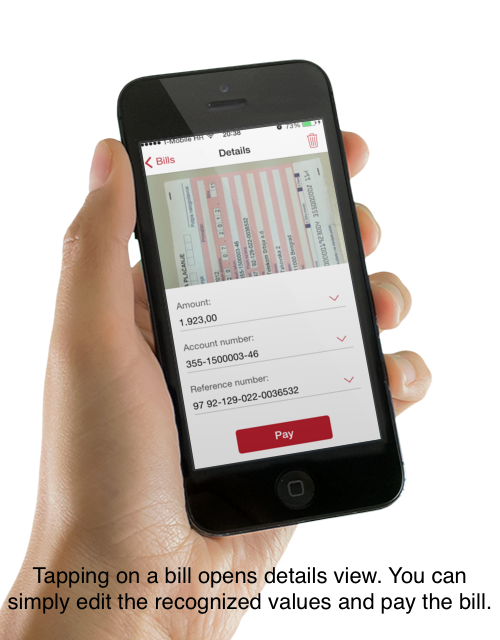 T-Mobile HR 20:38 73%
Bills
Details
Amount:
1.923,00
Account number:
355-1500003-46
Reference number:
97 92-129-022-0036532
Pay
Tapping on a bill opens details view. You can
simply edit the recognized values and pay the bill.